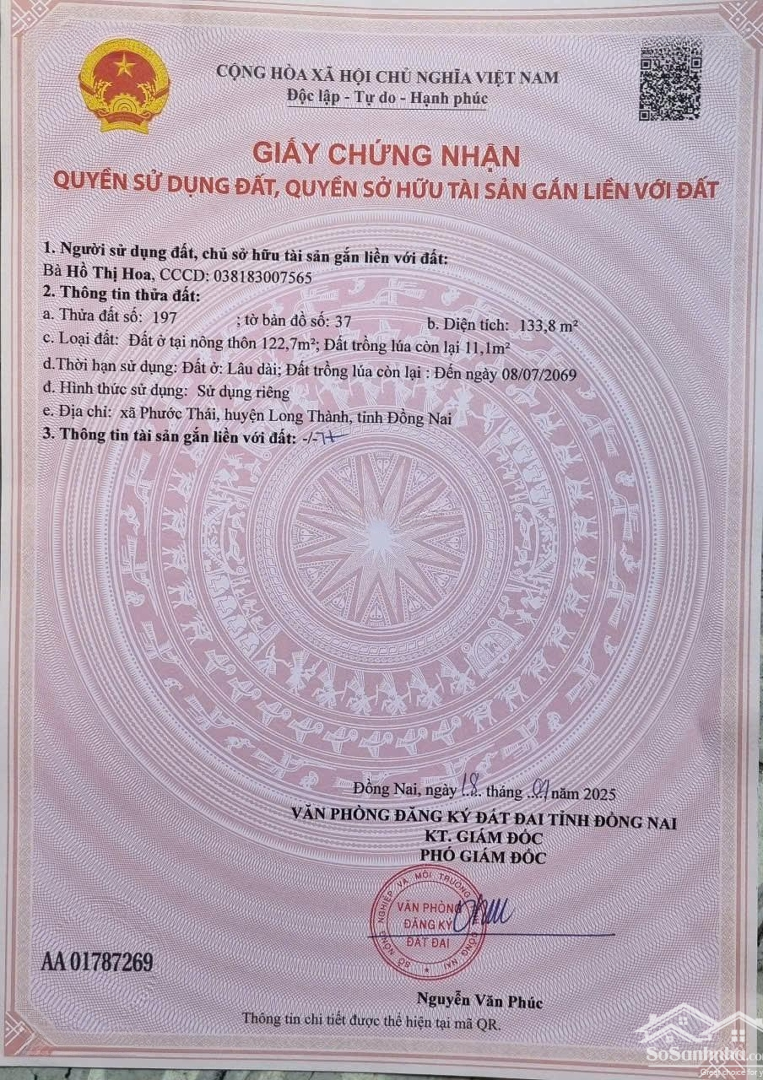 CỘNG HÒA XÃ HỘI CHỦ NGHĨA VIỆT NAM
Độc lập - Tự do - Hạnh phúc
GIẤY CHỨNG NHẬN
QUYỀN SỬ DỤNG ĐẤT, QUYỀN SỞ HỮU TÀI SẢN GẮN LIỀN VỚI ĐẤT
1. Người sử dụng đất, chủ sở hữu tài sản gắn liền với đất:
Bà Hồ Thị Hoa, CCCD: 038183007565
2. Thông tin thửa đất:
a. Thửa đất số: 197 ; tờ bản đồ số: 37 b. Diện tích: 133,8 m²
c. Loại đất: Đất ở tại nông thôn 122,7m²; Đất trồng lúa còn lại 11,1m²
d.Thời hạn sử dụng: Đất ở: Lâu dài; Đất trồng lúa còn lại : Đến ngày 08/07/2069
đ. Hình thức sử dụng: Sử dụng riêng
e. Địa chỉ: xã Phước Thái, huyện Long Thành, tỉnh Đồng Nai
3. Thông tin tài sản gắn liền với đất: -/-
Đồng Nai, ngày 18 tháng năm 2025
VĂN PHÒNG ĐĂNG KÝ ĐẤT ĐAI TỈNH ĐỒNG NAI
KT. GIÁM ĐỐC
PHÓ GIÁM ĐỐC
SỞ NÔNG NGHIỆP VÀ MÔI TRƯỜNG ĐỒNG NAI
VĂN PHÒNG
ĐĂNG KÝ
ĐẤT ĐAI
AA 01787269
Nguyễn Văn Phúc
Thông tin chi tiết được thể hiện tại mã QR.
SoSanhnha.com